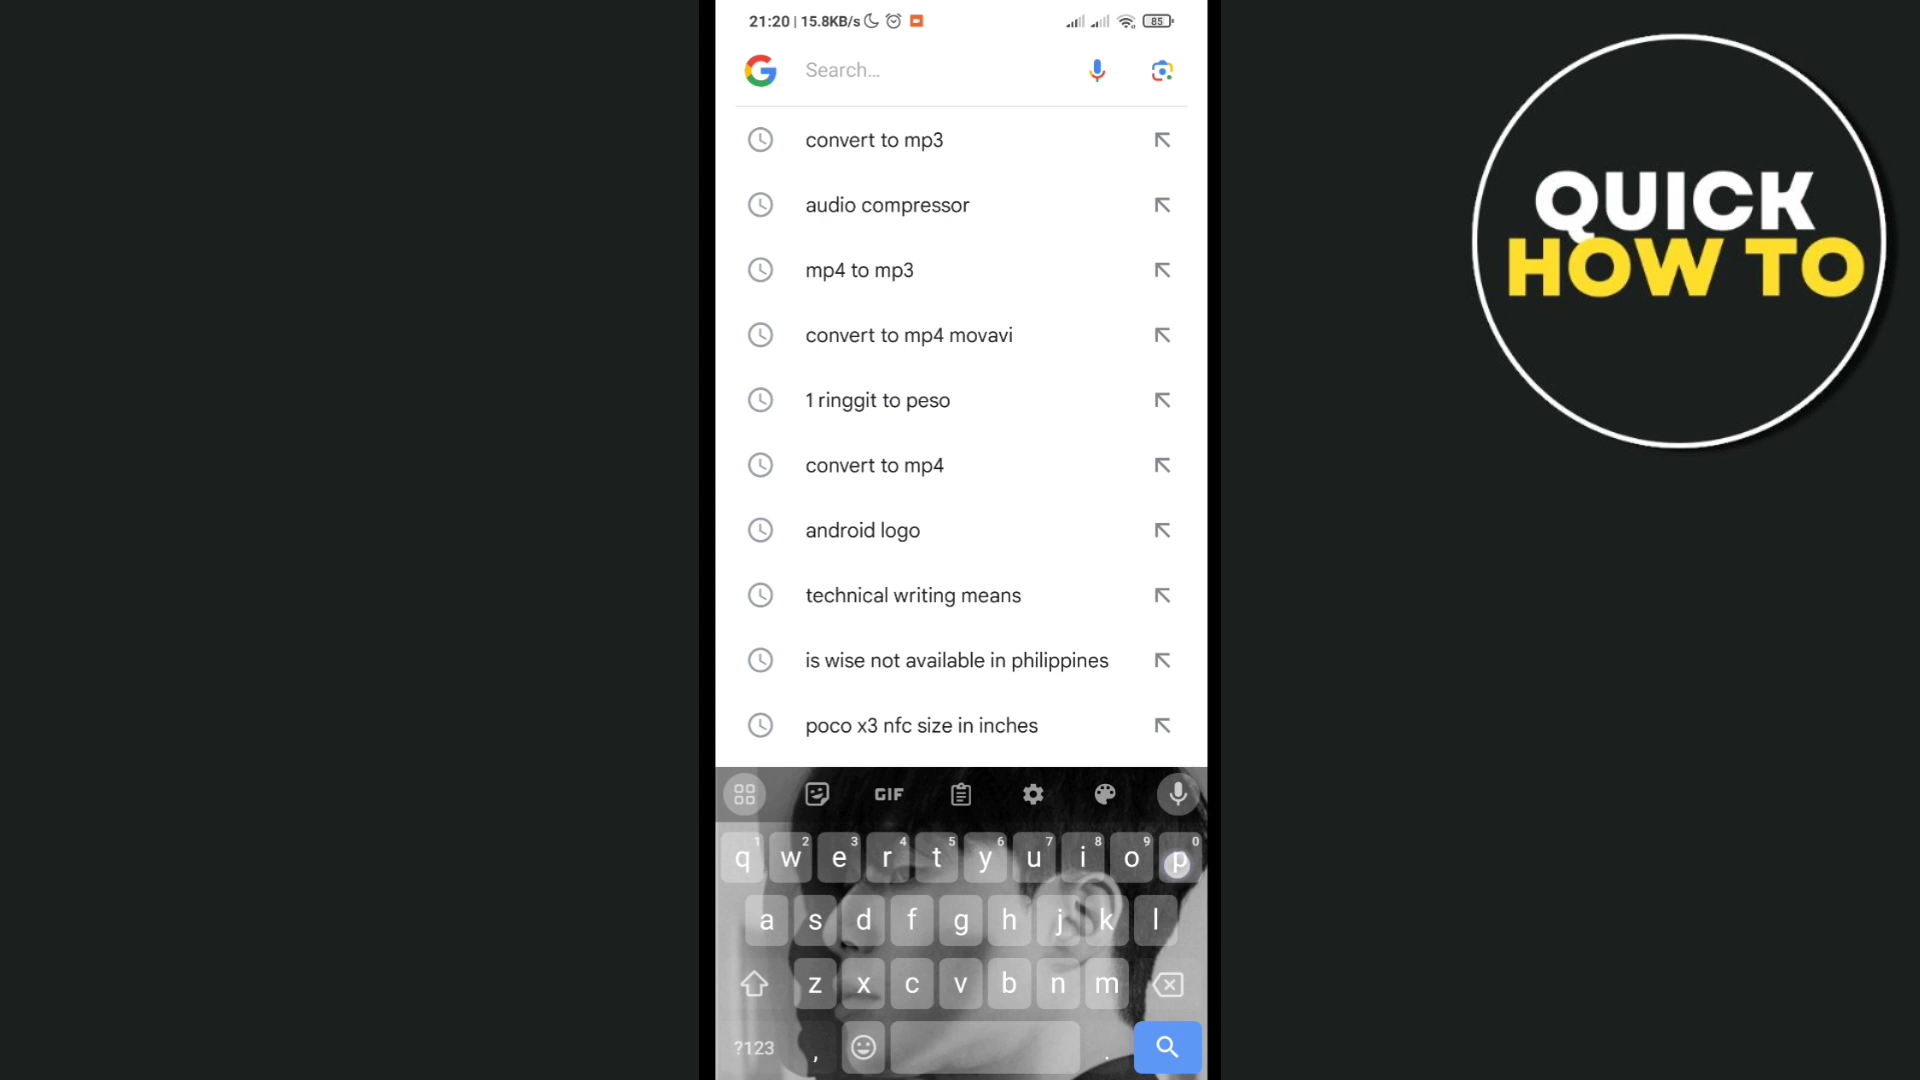 21:20 | 15.8KB/s
85
QUICK
HOW TO
Search...
convert to mp3
audio compressor
mp4 to mp3
convert to mp4 movavi
1 ringgit to peso
convert to mp4
android logo
technical writing means
is wise not available in philippines
poco x3 nfc size in inches
GIF
1 2 3 4 5 6 7 8 9 0
q w e r t y u i o p
a s d f g h j k l
z x c v b n m
?123 , .